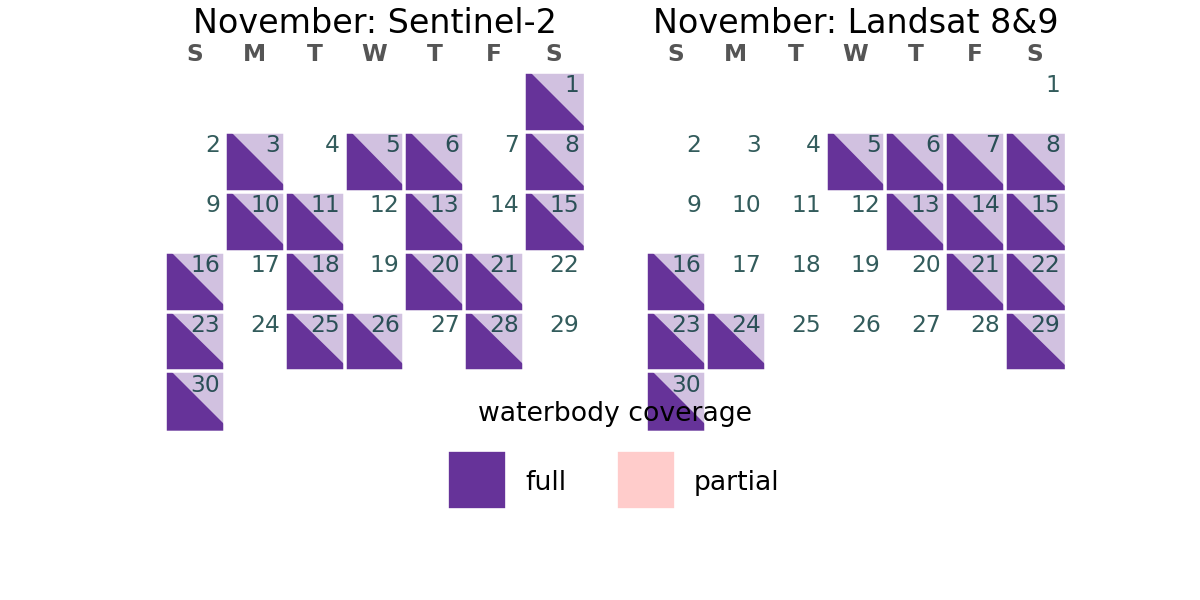 November: Sentinel-2
S M T W T F S
1
2 3 4 5 6 7 8
9 10 11 12 13 14 15
16 17 18 19 20 21 22
23 24 25 26 27 28 29
30
November: Landsat 8&9
S M T W T F S
1
2 3 4 5 6 7 8
9 10 11 12 13 14 15
16 17 18 19 20 21 22
23 24 25 26 27 28 29
30
waterbody coverage
full partial